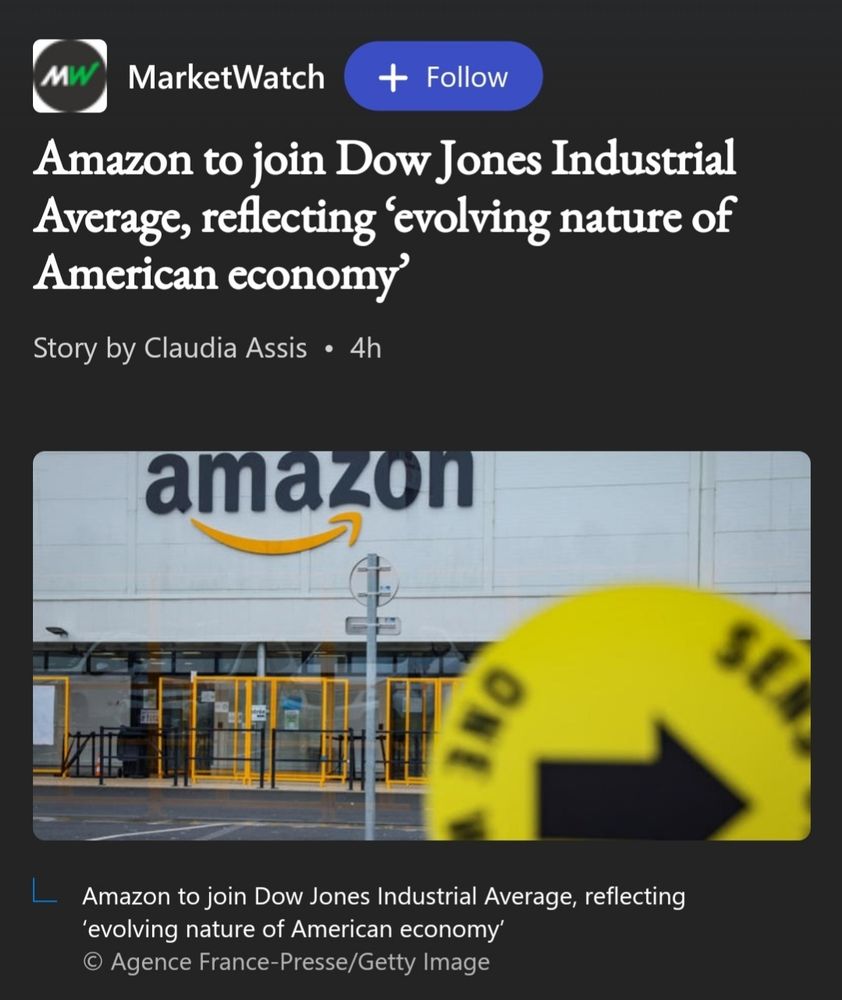 MW
MarketWatch
+ Follow
Amazon to join Dow Jones Industrial
Average, reflecting ‘evolving nature of
American economy’
Story by Claudia Assis • 4h
amazon
SENS
ONE W
Amazon to join Dow Jones Industrial Average, reflecting
‘evolving nature of American economy’
© Agence France-Presse/Getty Image